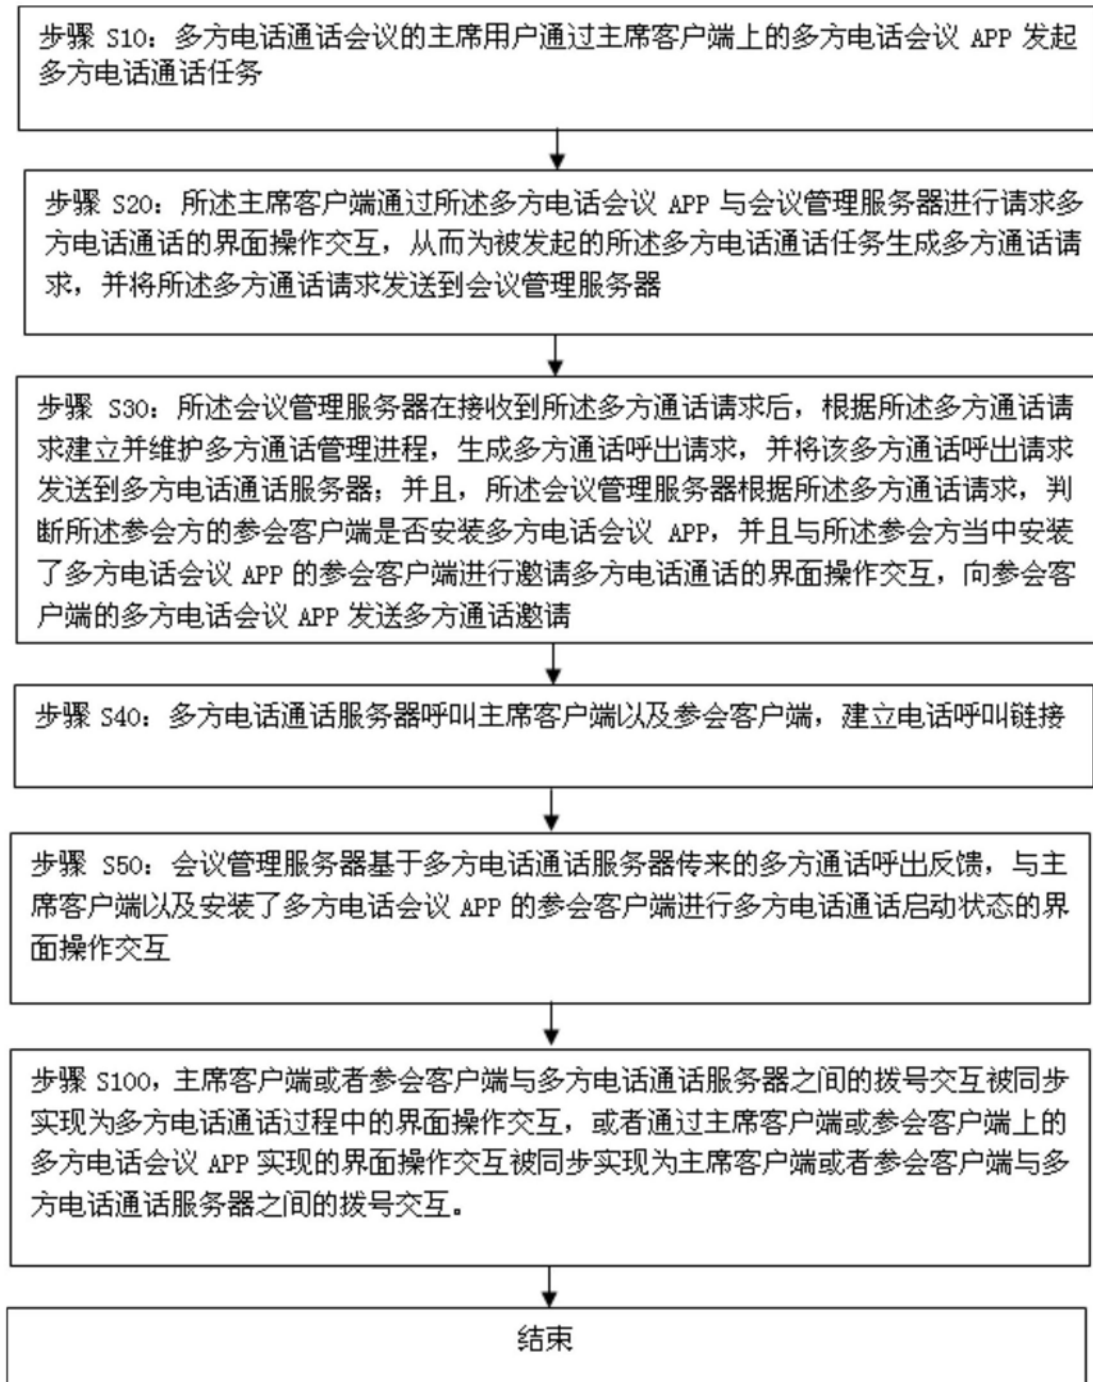 步骤 S10：多方电话通话会议的主席用户通过主席客户端上的多方电话会议 APP 发起
多方电话通话任务
步骤 S20：所述主席客户端通过所述多方电话会议 APP 与会议管理服务器进行请求多
方电话通话的界面操作交互，从而为被发起的所述多方电话通话任务生成多方通话请
求，并将所述多方通话请求发送到会议管理服务器
步骤 S30：所述会议管理服务器在接收到所述多方通话请求后，根据所述多方通话请
求建立并维护多方通话管理进程，生成多方通话呼出请求，并将该多方通话呼出请求
发送到多方电话通话服务器；并且，所述会议管理服务器根据所述多方通话请求，判
断所述参会方的参会客户端是否安装多方电话会议 APP，并且与所述参会方当中安装
了多方电话会议 APP 的参会客户端进行邀请多方电话通话的界面操作交互，向参会客
户端的多方电话会议 APP 发送多方通话邀请
步骤 S40：多方电话通话服务器呼叫主席客户端以及参会客户端，建立电话呼叫链接
步骤 S50：会议管理服务器基于多方电话通话服务器传来的多方通话呼出反馈，与主
席客户端以及安装了多方电话会议 APP 的参会客户端进行多方电话通话启动状态的界
面操作交互
步骤 S100，主席客户端或者参会客户端与多方电话通话服务器之间的拨号交互被同步
实现为多方电话通话过程中的界面操作交互，或者通过主席客户端或参会客户端上的
多方电话会议 APP 实现的界面操作交互被同步实现为主席客户端或者参会客户端与多
方电话通话服务器之间的拨号交互。
结束